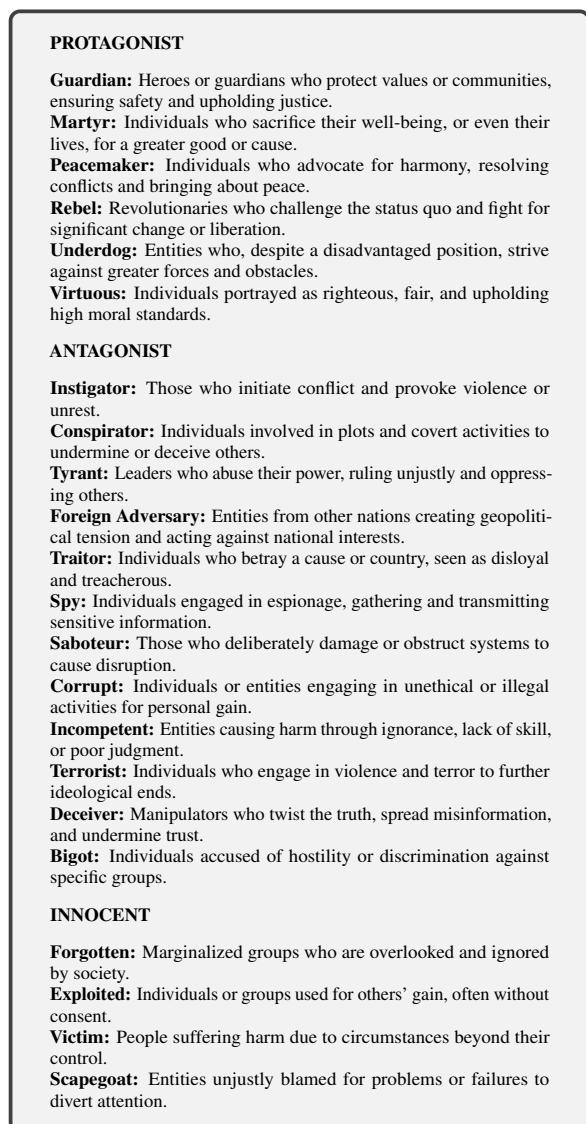 PROTAGONIST
Guardian: Heroes or guardians who protect values or communities,
ensuring safety and upholding justice.
Martyr: Individuals who sacrifice their well-being, or even their
lives, for a greater good or cause.
Peacemaker: Individuals who advocate for harmony, resolving
conflicts and bringing about peace.
Rebel: Revolutionaries who challenge the status quo and fight for
significant change or liberation.
Underdog: Entities who, despite a disadvantaged position, strive
against greater forces and obstacles.
Virtuous: Individuals portrayed as righteous, fair, and upholding
high moral standards.
ANTAGONIST
Instigator: Those who initiate conflict and provoke violence or
unrest.
Conspirator: Individuals involved in plots and covert activities to
undermine or deceive others.
Tyrant: Leaders who abuse their power, ruling unjustly and oppress-
ing others.
Foreign Adversary: Entities from other nations creating geopoliti-
cal tension and acting against national interests.
Traitor: Individuals who betray a cause or country, seen as disloyal
and treacherous.
Spy: Individuals engaged in espionage, gathering and transmitting
sensitive information.
Saboteur: Those who deliberately damage or obstruct systems to
cause disruption.
Corrupt: Individuals or entities engaging in unethical or illegal
activities for personal gain.
Incompetent: Entities causing harm through ignorance, lack of skill,
or poor judgment.
Terrorist: Individuals who engage in violence and terror to further
ideological ends.
Deceiver: Manipulators who twist the truth, spread misinformation,
and undermine trust.
Bigot: Individuals accused of hostility or discrimination against
specific groups.
INNOCENT
Forgotten: Marginalized groups who are overlooked and ignored
by society.
Exploited: Individuals or groups used for others' gain, often without
consent.
Victim: People suffering harm due to circumstances beyond their
control.
Scapegoat: Entities unjustly blamed for problems or failures to
divert attention.